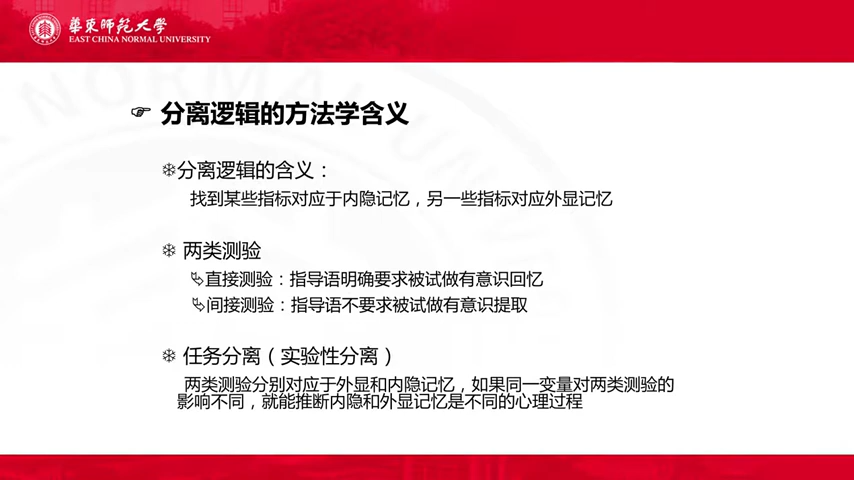 華東師範大學
EAST CHINA NORMAL UNIVERSITY
分离逻辑的方法学含义
分离逻辑的含义：
找到某些指标对应于内隐记忆，另一些指标对应外显记忆
两类测验
直接测验：指导语明确要求被试做有意识回忆
间接测验：指导语不要求被试做有意识提取
任务分离（实验性分离）
两类测验分别对应于外显和内隐记忆，如果同一变量对两类测验的
影响不同，就能推断内隐和外显记忆是不同的心理过程